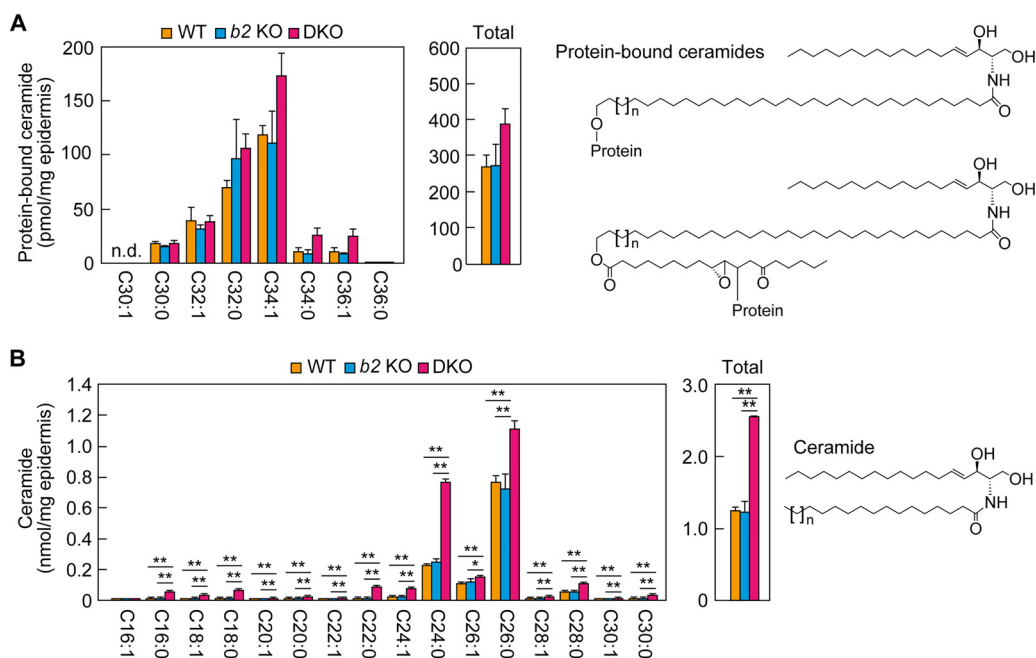 A
WT b2 KO DKO
Total
Protein-bound ceramides
Protein-bound ceramide
(pmol/mg epidermis)
200
150
100
50
0
n.d.
C30:1
C30:0
C32:1
C32:0
C34:1
C34:0
C36:1
C36:0
600
500
400
300
200
100
0
OH
OH
NH
O
[ ]n
O
Protein
OH
OH
NH
O
[ ]n
O
O
O
O
Protein
B
WT b2 KO DKO
Total
Ceramide
(nmol/mg epidermis)
1.4
1.2
1.0
0.8
0.6
0.4
0.2
0
** ** ** ** ** ** ** ** ** ** ** ** ** ** **
** ** ** ** ** ** ** ** ** * ** ** ** ** **
C16:1
C16:0
C18:1
C18:0
C20:1
C20:0
C22:1
C22:0
C24:1
C24:0
C26:1
C26:0
C28:1
C28:0
C30:1
C30:0
3.0
2.0
1.0
0
**
**
Ceramide
OH
OH
NH
O
[ ]n